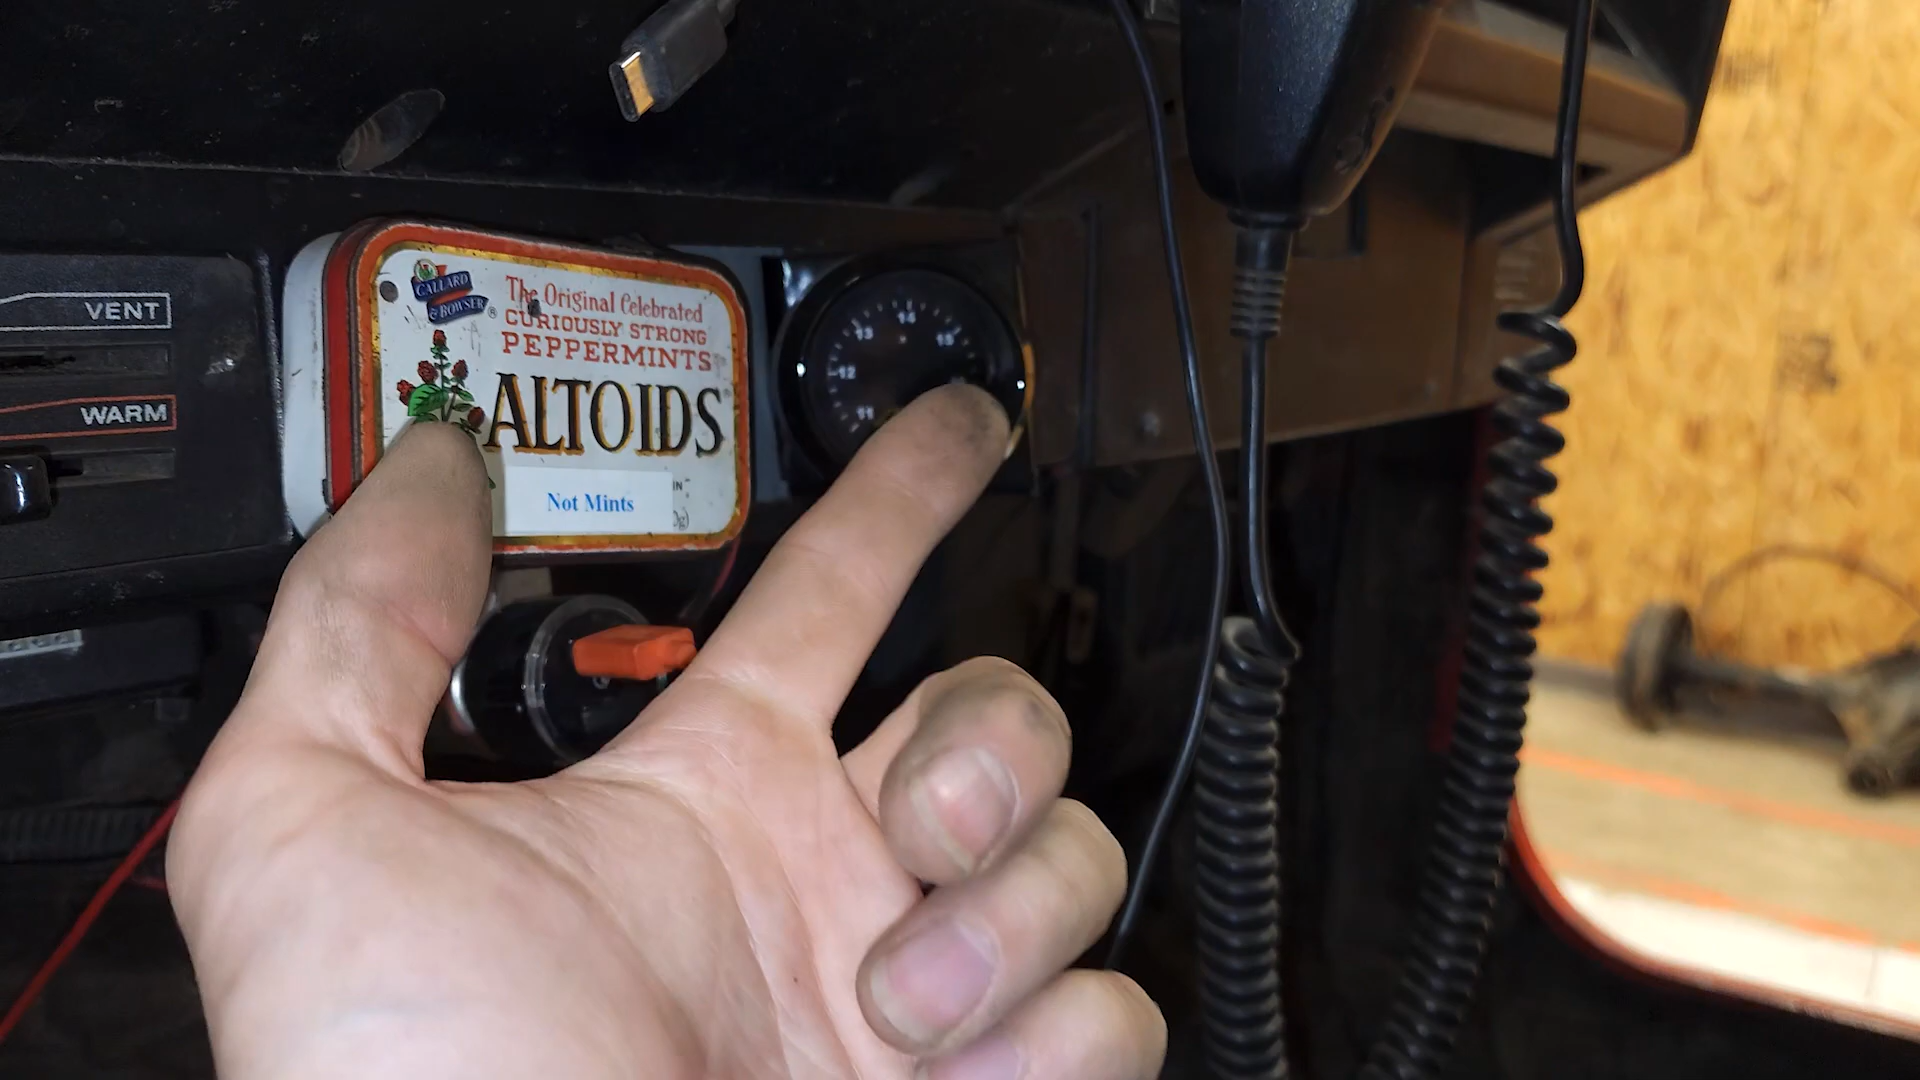 VENT
WARM
CALLARD
& BOWSER®
The Original Celebrated
CURIOUSLY STRONG
PEPPERMINTS
ALTOIDS
Not Mints
11
12
13
14
15